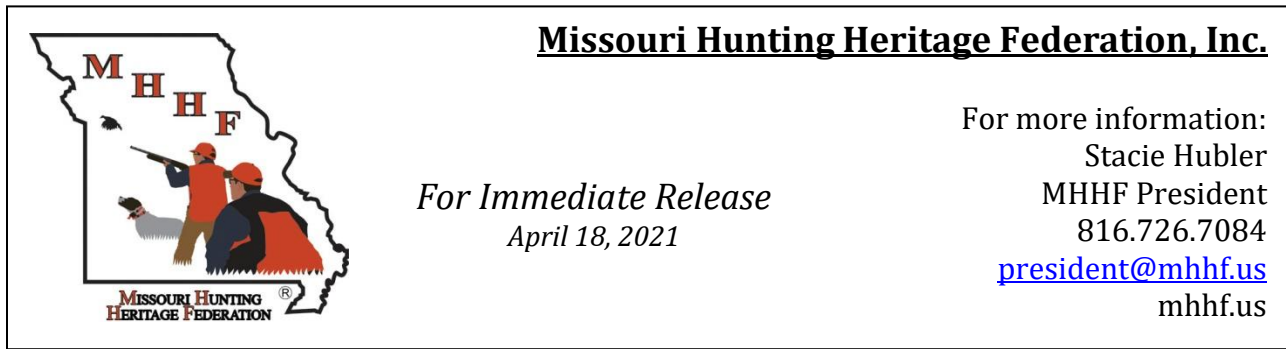 Missouri Hunting Heritage Federation, Inc.
M H H F
MISSOURI HUNTING ®
HERITAGE FEDERATION
For Immediate Release
April 18, 2021
For more information:
Stacie Hubler
MHHF President
816.726.7084
president@mhhf.us
mhhf.us